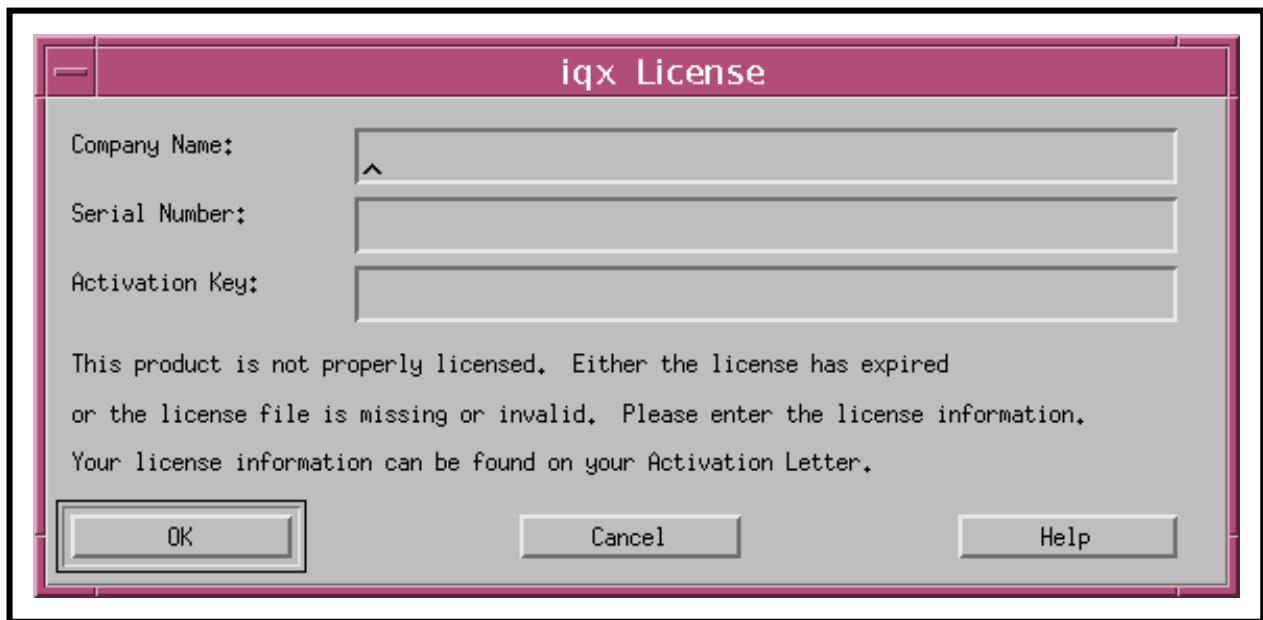 iqx License
Company Name:
^
Serial Number:
Activation Key:
This product is not properly licensed. Either the license has expired
or the license file is missing or invalid. Please enter the license information.
Your license information can be found on your Activation Letter.
OK Cancel Help